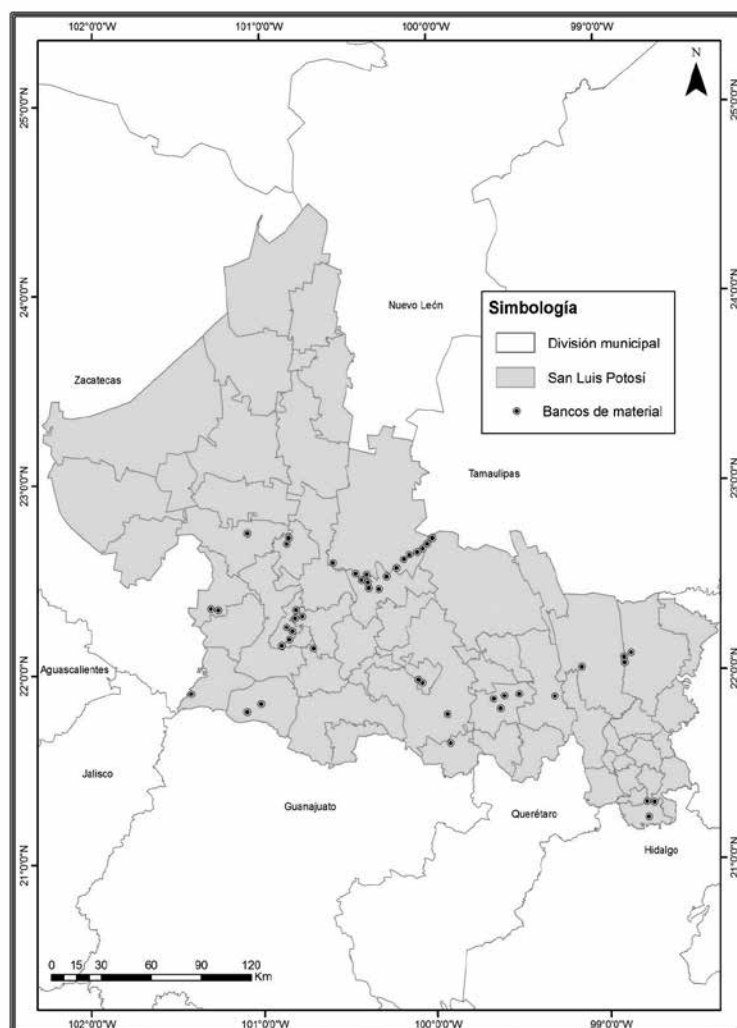 102°0'0"W 101°0'0"W 100°0'0"W 99°0'0"W
N
25°0'0"N 25°0'0"N
24°0'0"N 24°0'0"N
Nuevo León
Simbología
División municipal
San Luis Potosí
Bancos de material
Zacatecas
Tamaulipas
23°0'0"N 23°0'0"N
22°0'0"N 22°0'0"N
Aguascalientes
Jalisco
Guanajuato
Querétaro
Hidalgo
21°0'0"N 21°0'0"N
0 15 30 60 90 120
Km
102°0'0"W 101°0'0"W 100°0'0"W 99°0'0"W